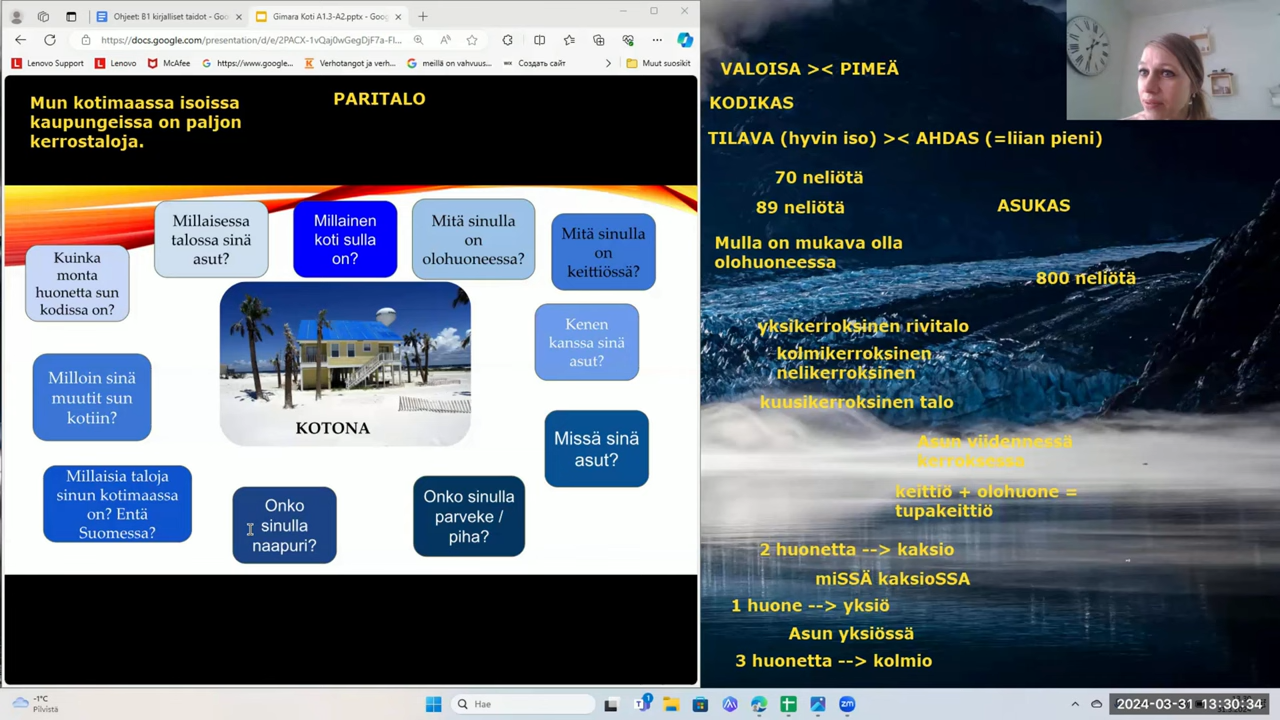 Ohjeet: B1 kirjalliset taidot - Goo
Gimara Koti A1.3-A2.pptx - Goog
https://docs.google.com/presentation/d/e/2PACX-1vQaj0wGegDjF7a-FI...
Lenovo Support
Lenovo
McAfee
https://www.google...
Verhotangot ja verh...
meillä on vahvuus...
Создать сайт
Muut suosikit
Mun kotimaassa isoissa
kaupungeissa on paljon
kerrostaloja.
PARITALO
Millaisessa
talossa sinä
asut?
Millainen
koti sulla
on?
Mitä sinulla
on
olohuoneessa?
Mitä sinulla
on
keittiössä?
Kuinka
monta
huonetta sun
kodissa on?
Kenen
kanssa sinä
asut?
Milloin sinä
muutit sun
kotiin?
KOTONA
Missä sinä
asut?
Millaisia taloja
sinun kotimaassa
on? Entä
Suomessa?
Onko
sinulla
naapuri?
Onko sinulla
parveke /
piha?
VALOISA >< PIMEÄ
KODIKAS
TILAVA (hyvin iso) >< AHDAS (=liian pieni)
70 neliötä
89 neliötä
ASUKAS
Mulla on mukava olla
olohuoneessa
800 neliötä
yksikerroksinen rivitalo
kolmikerroksinen
nelikerroksinen
kuusikerroksinen talo
Asun viidennessä
kerroksessa
keittiö + olohuone =
tupakeittiö
2 huonetta --> kaksio
miSSÄ kaksioSSA
1 huone --> yksiö
Asun yksiössä
3 huonetta --> kolmio
-1°C
Pilvistä
Hae
2024-03-31 13:30:34